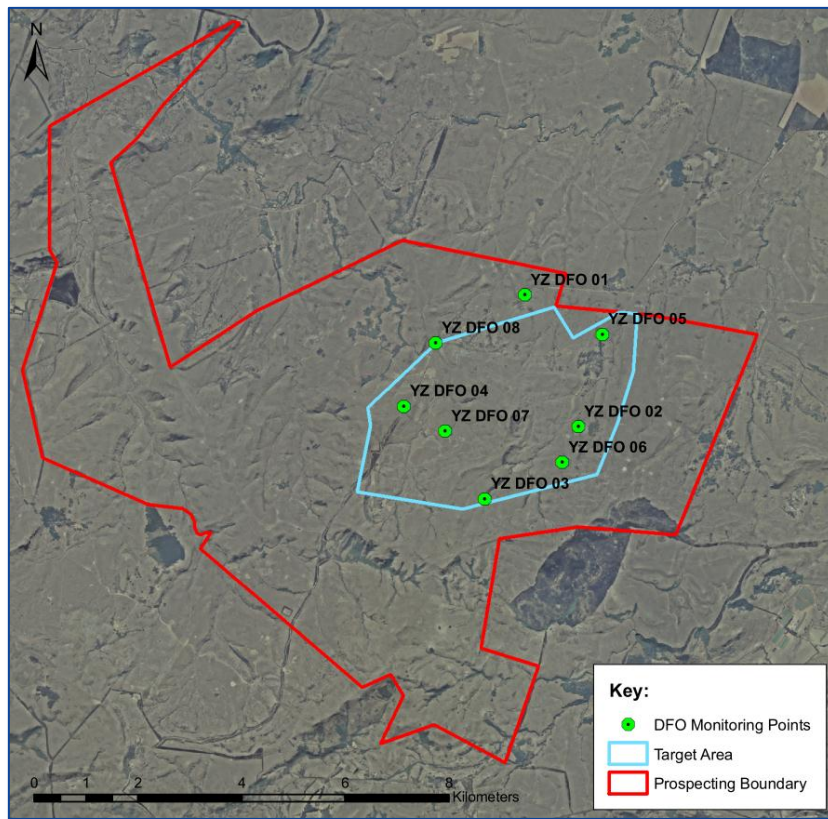 N
YZ DFO 01
YZ DFO 05
YZ DFO 08
YZ DFO 04
YZ DFO 02
YZ DFO 07
YZ DFO 06
YZ DFO 03
Key:
DFO Monitoring Points
Target Area
Prospecting Boundary
0 2 4 6 8
Kilometers